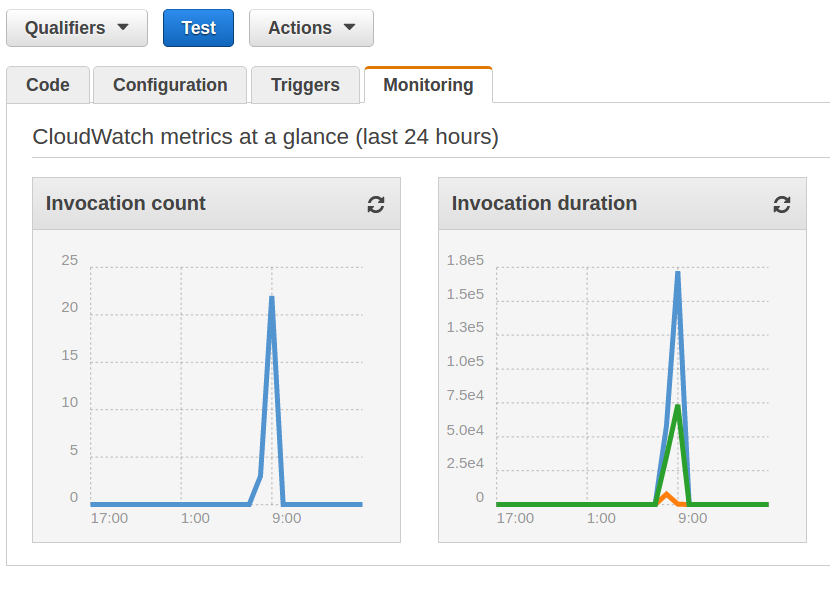 Qualifiers Test Actions
Code Configuration Triggers Monitoring
CloudWatch metrics at a glance (last 24 hours)
Invocation count
25
20
15
10
5
0
17:00 1:00 9:00
Invocation duration
1.8e5
1.5e5
1.3e5
1.0e5
7.5e4
5.0e4
2.5e4
0
17:00 1:00 9:00